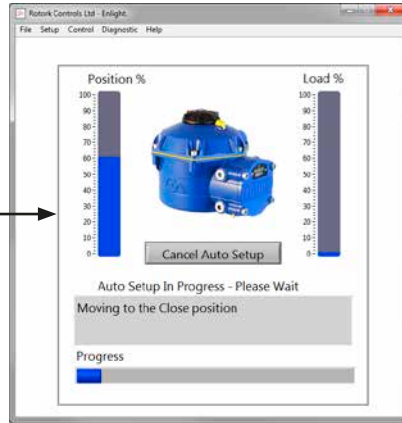 Rotork Controls Ltd - Enlight.
File Setup Control Diagnostic Help
Position %
Load %
100
90
80
70
60
50
40
30
20
10
0
100
90
80
70
60
50
40
30
20
10
0
Cancel Auto Setup
Auto Setup In Progress - Please Wait
Moving to the Close position
Progress